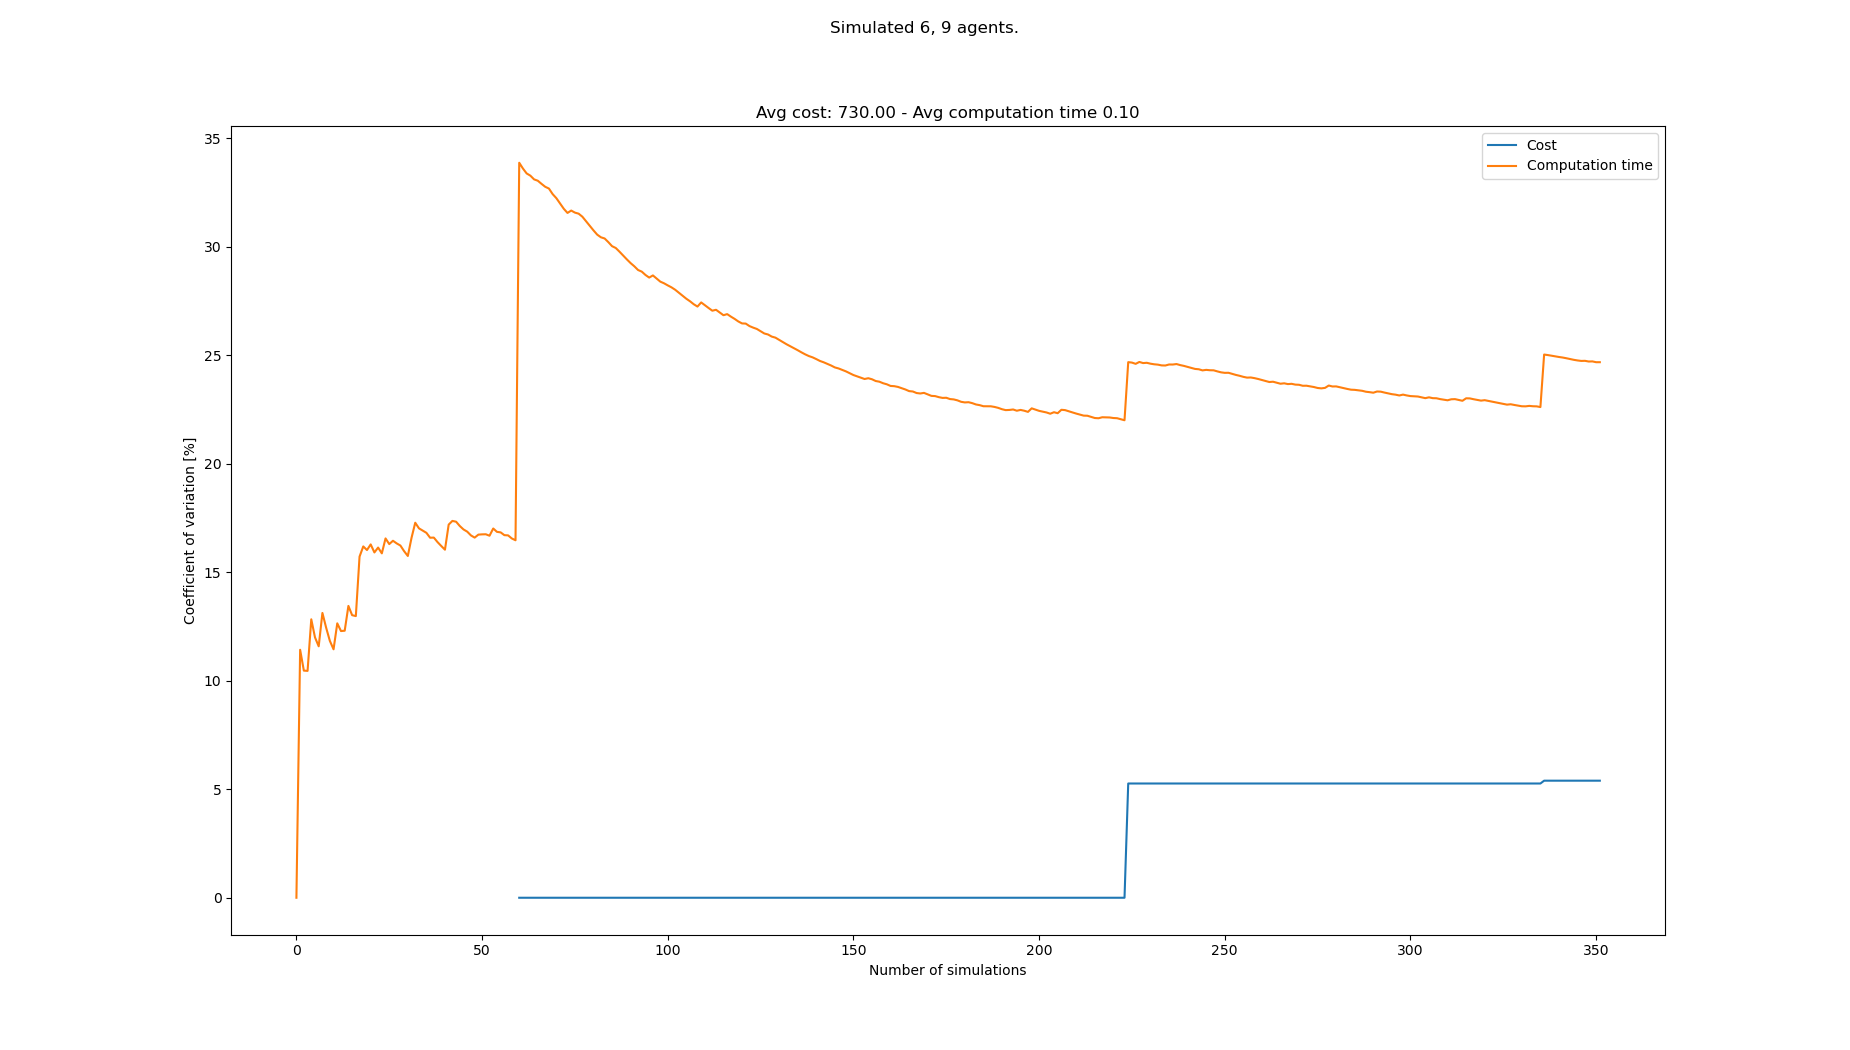 Simulated 6, 9 agents.
Avg cost: 730.00 - Avg computation time 0.10
Cost
Computation time
35
30
25
20
15
10
5
0
Coefficient of variation [%]
0 50 100 150 200 250 300 350
Number of simulations